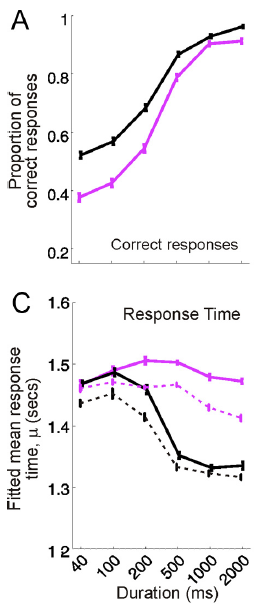 A
Proportion of
correct responses
1
0.8
0.6
0.4
0.2
Correct responses
C
Response Time
Fitted mean response
time, μ (secs)
1.6
1.5
1.4
1.3
1 2
40 100 200 500 1000 2000
Duration (ms)